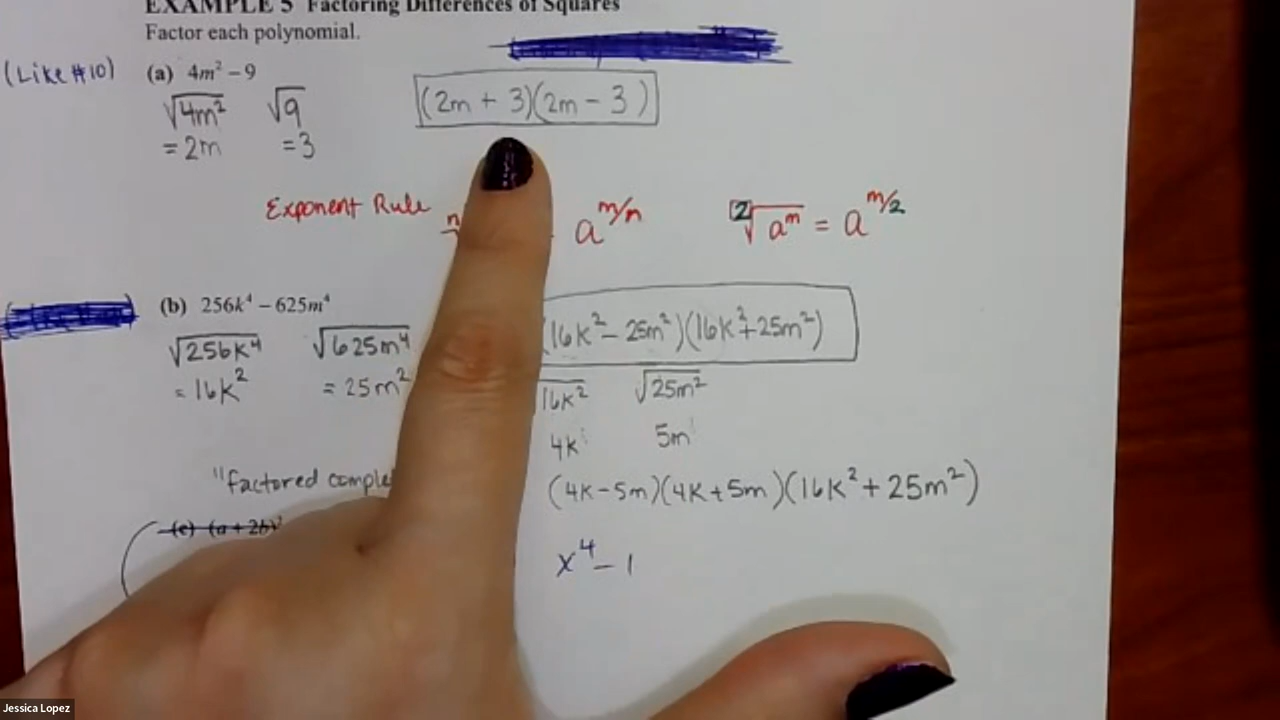 EXAMPLE 5 Factoring Differences of Squares
Factor each polynomial.
(Like #10) (a) 4m² – 9
√4m² √9
= 2m = 3
(2m + 3)(2m – 3)
Exponent Rule n a^{m/n} ²√a^m = a^{m/2}
(b) 256k⁴ – 625m⁴
√256k⁴ √625m⁴
= 16k² = 25m²
(16k² – 25m²)(16k² + 25m²)
16k² √25m²
4k 5m
"factored
(4k – 5m)(4k + 5m)(16k² + 25m²)
(c) (a + 2b)²
x⁴ – 1
Jessica Lopez